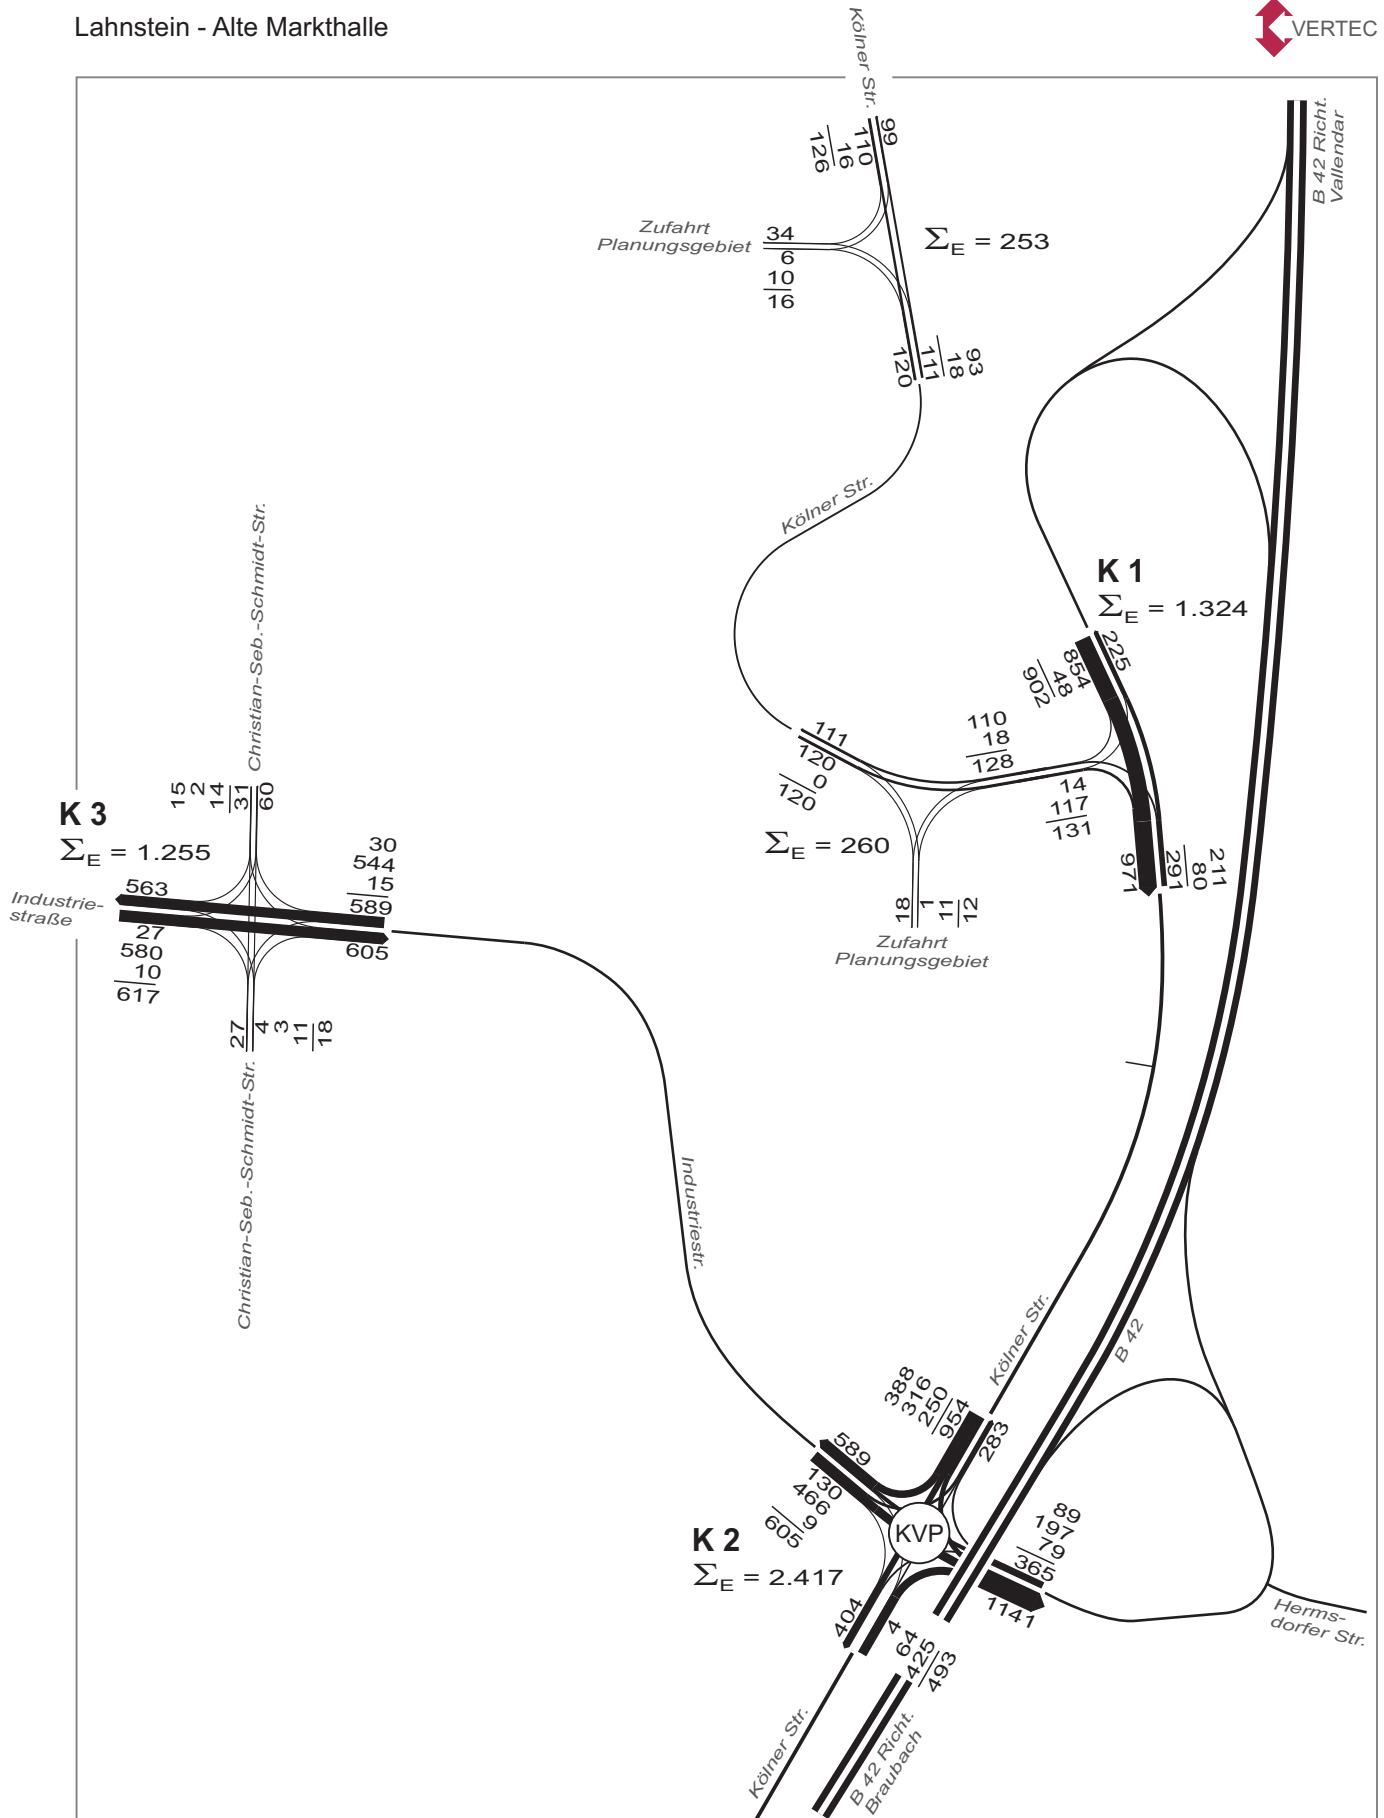 Lahnstein - Alte Markthalle
VERTEC
Kölner Str.
99
110
16
126
B 42 Richt.
Vallendar
Zufahrt
Planungsgebiet
34
6
10
16
ΣE = 253
120
111
18
93
Kölner Str.
K 1
ΣE = 1.324
225
854
48
902
Christian-Seb.-Schmidt-Str.
111
120
0
120
110
18
128
14
117
131
15
2
14
31
60
K 3
ΣE = 1.255
30
544
15
589
ΣE = 260
971
291
80
211
Industrie-
straße
563
27
580
10
617
605
18
1
11
12
Zufahrt
Planungsgebiet
27
4
3
11
18
Christian-Seb.-Schmidt-Str.
Industriestr.
Kölner Str.
B 42
388
316
250
954
283
589
130
466
9
605
KVP
K 2
ΣE = 2.417
89
197
79
365
1141
404
4
64
425
493
Herms-
dorfer Str.
Kölner Str.
B 42 Richt.
Braubach